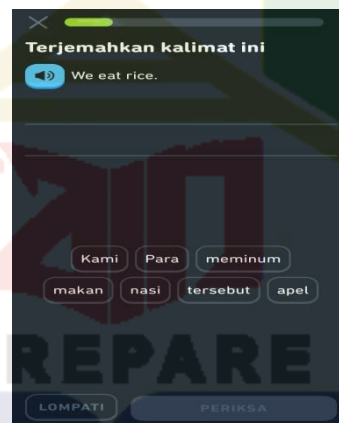 Terjemahkan kalimat ini
We eat rice.
Kami Para meminum
makan nasi tersebut apel
REPARE
LOMPATI PERIKSA